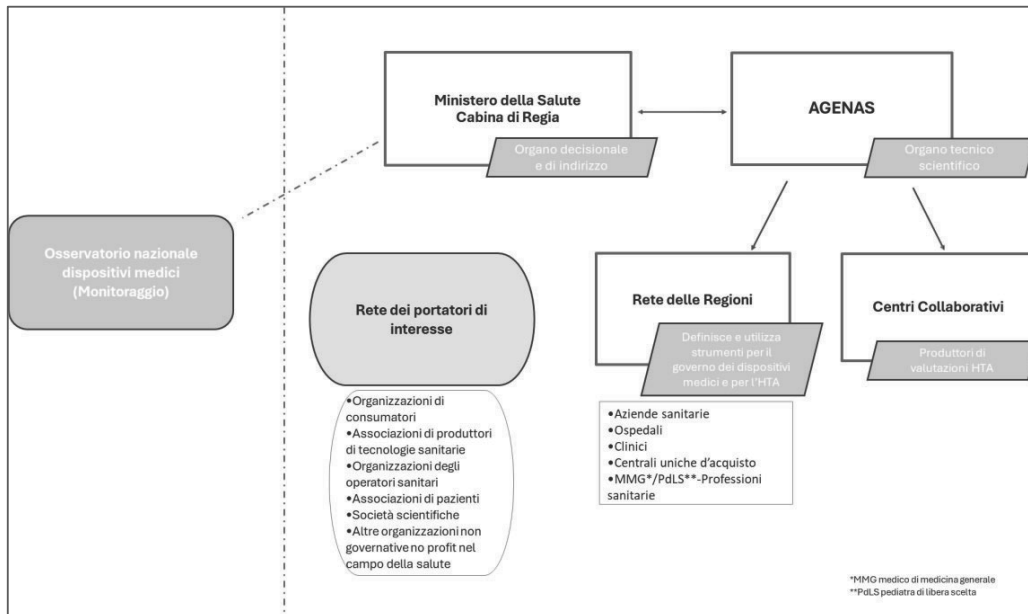 Ministero della Salute
Cabina di Regia
Organo decisionale
e di indirizzo
AGENAS
Organo tecnico
scientifico
Osservatorio nazionale
dispositivi medici
(Monitoraggio)
Rete dei portatori di
interesse
•Organizzazioni di
consumatori
•Associazioni di produttori
di tecnologie sanitarie
•Organizzazioni degli
operatori sanitari
•Associazioni di pazienti
•Società scientifiche
•Altre organizzazioni non
governative no profit nel
campo della salute
Rete delle Regioni
Definisce e utilizza
strumenti per il
governo dei dispositivi
medici e per l'HTA
•Aziende sanitarie
•Ospedali
•Clinici
•Centrali uniche d'acquisto
•MMG*/PdLS**-Professioni
sanitarie
Centri Collaborativi
Produttori di
valutazioni HTA
*MMG medico di medicina generale
**PdLS pediatra di libera scelta